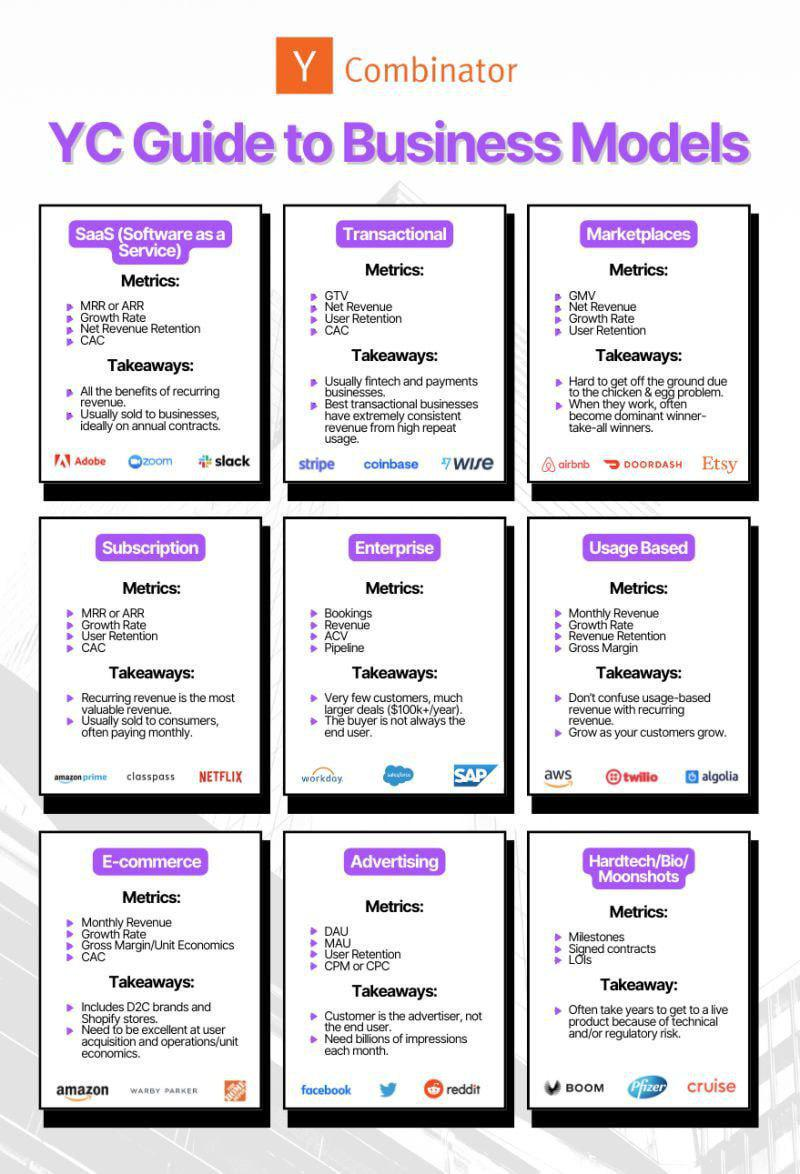 Y Combinator
YC Guide to Business Models
SaaS (Software as a
Service)
Metrics:
MRR or ARR
Growth Rate
Net Revenue Retention
CAC
Takeaways:
All the benefits of recurring
revenue.
Usually sold to businesses,
ideally on annual contracts.
Adobe zoom slack
Transactional
Metrics:
GTV
Net Revenue
User Retention
CAC
Takeaways:
Usually fintech and payments
businesses.
Best transactional businesses
have extremely consistent
revenue from high repeat
usage.
stripe coinbase WISE
Marketplaces
Metrics:
GMV
Net Revenue
Growth Rate
User Retention
Takeaways:
Hard to get off the ground due
to the chicken & egg problem.
When they work, often
become dominant winner-
take-all winners.
airbnb DOORDASH Etsy
Subscription
Metrics:
MRR or ARR
Growth Rate
User Retention
CAC
Takeaways:
Recurring revenue is the most
valuable revenue.
Usually sold to consumers,
often paying monthly.
amazon prime classpass NETFLIX
Enterprise
Metrics:
Bookings
Revenue
ACV
Pipeline
Takeaways:
Very few customers, much
larger deals ($100k+/year).
The buyer is not always the
end user.
workday. salesforce SAP
Usage Based
Metrics:
Monthly Revenue
Growth Rate
Revenue Retention
Gross Margin
Takeaways:
Don't confuse usage-based
revenue with recurring
revenue.
Grow as your customers grow.
aws twilio algolia
E-commerce
Metrics:
Monthly Revenue
Growth Rate
Gross Margin/Unit Economics
CAC
Takeaways:
Includes D2C brands and
Shopify stores.
Need to be excellent at user
acquisition and operations/unit
economics.
amazon WARBY PARKER
Advertising
Metrics:
DAU
MAU
User Retention
CPM or CPC
Takeaways:
Customer is the advertiser, not
the end user.
Need billions of impressions
each month.
facebook reddit
Hardtech/Bio/
Moonshots
Metrics:
Milestones
Signed contracts
LOIs
Takeaway:
Often take years to get to a live
product because of technical
and/or regulatory risk.
BOOM Pfizer cruise